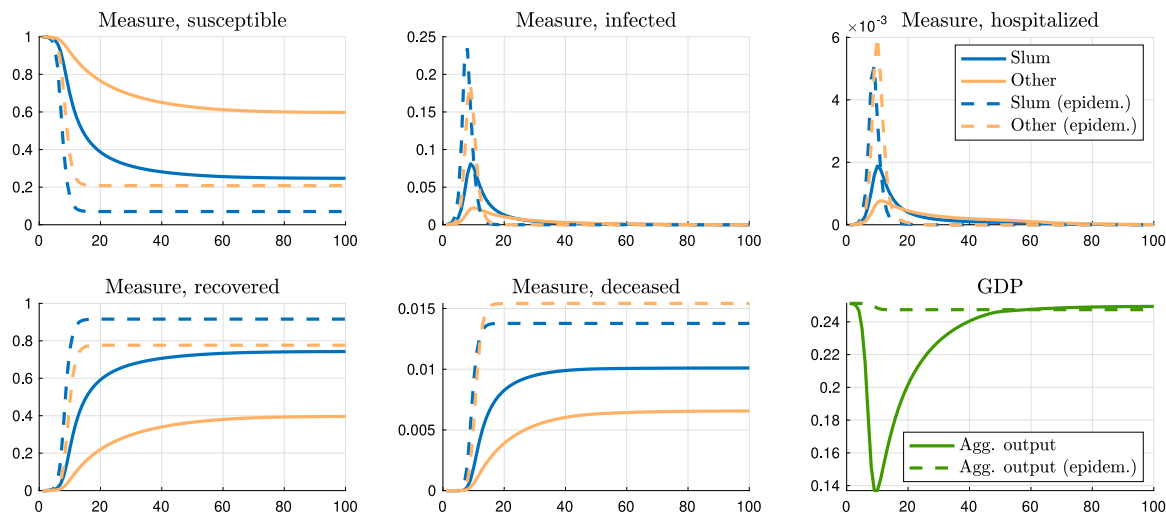 Measure, susceptible
1
0.8
0.6
0.4
0.2
0
0 20 40 60 80 100
Measure, infected
0.25
0.2
0.15
0.1
0.05
0
0 20 40 60 80 100
Measure, hospitalized
×10⁻³
6
4
2
0
0 20 40 60 80 100
Slum
Other
Slum (epidem.)
Other (epidem.)
Measure, recovered
1
0.8
0.6
0.4
0.2
0
0 20 40 60 80 100
Measure, deceased
0.015
0.01
0.005
0
0 20 40 60 80 100
GDP
0.24
0.22
0.2
0.18
0.16
0.14
0 20 40 60 80 100
Agg. output
Agg. output (epidem.)